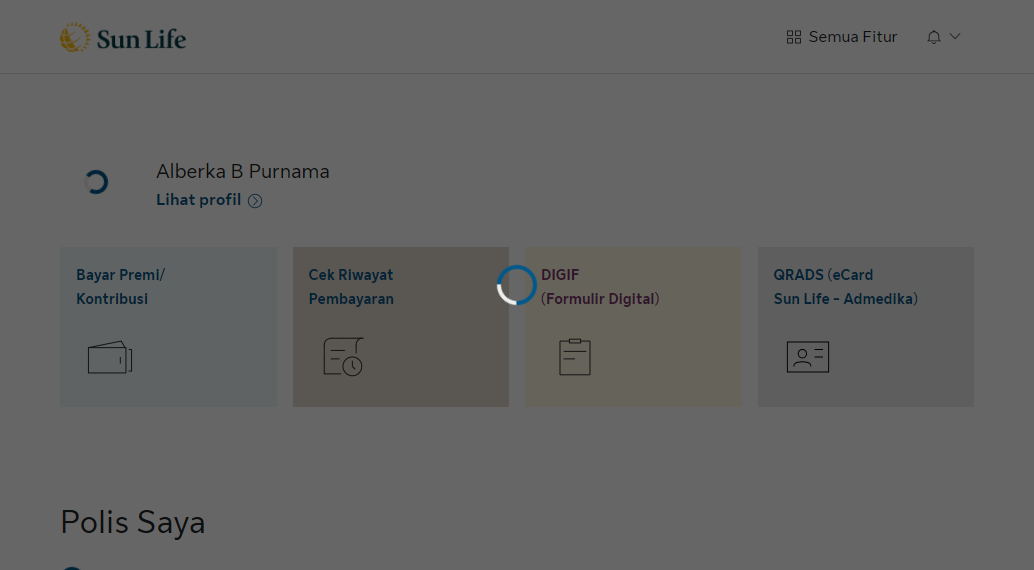 Sun Life
Semua Fitur
Alberka B Purnama
Lihat profil
Bayar Premi/
Kontribusi
Cek Riwayat
Pembayaran
DIGIF
(Formulir Digital)
QRADS (eCard
Sun Life - Admedika)
Polis Saya